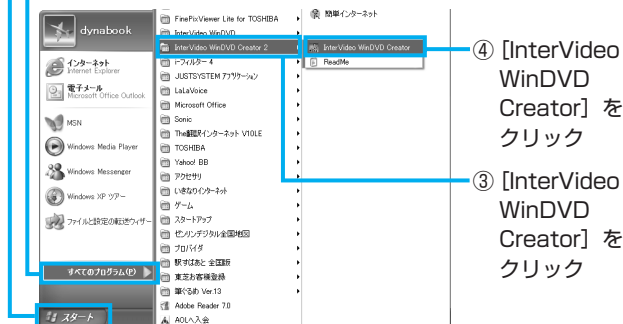 dynabook
インターネット
Internet Explorer
電子メール
Microsoft Office Outlook
MSN
Windows Media Player
Windows Messenger
Windows XP ツアー
ファイルと設定の転送ウィザー
すべてのプログラム(P)
スタート
FinePixViewer Lite for TOSHIBA
InterVideo WinDVD
InterVideo WinDVD Creator 2
i-フィルター 4
JUSTSYSTEM アプリケーション
LaLaVoice
Microsoft Office
Sonic
The翻訳インターネット V10LE
TOSHIBA
Yahoo! BB
アクセサリ
いきなりインターネット
ゲーム
スタートアップ
ゼンリンデジタル全国地図
プロバイダ
駅すぱあと 全国版
東芝お客様登録
筆ぐるめ Ver.13
Adobe Reader 7.0
AOLへ入会
簡単インターネット
InterVideo WinDVD Creator
ReadMe
④ [InterVideo
WinDVD
Creator] を
クリック
③ [InterVideo
WinDVD
Creator] を
クリック